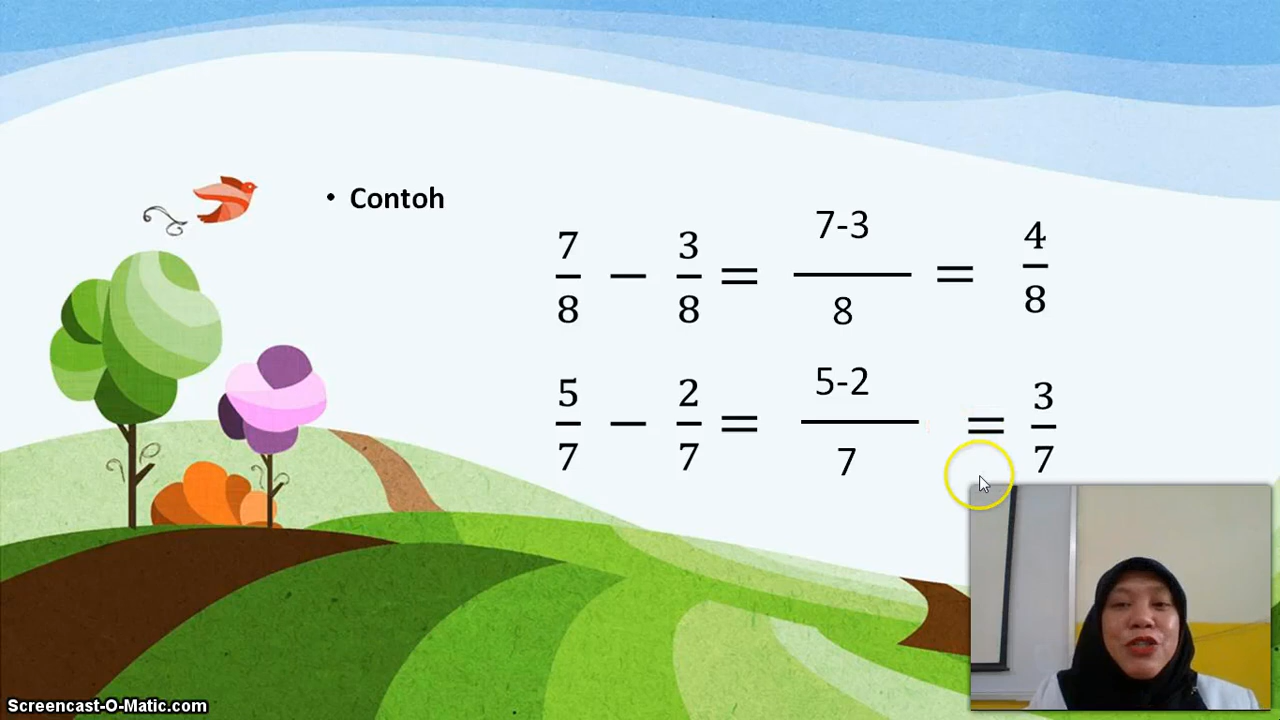 • Contoh
7/8 − 3/8 = 7-3/8 = 4/8
5/7 − 2/7 = 5-2/7 = 3/7
Screencast-O-Matic.com